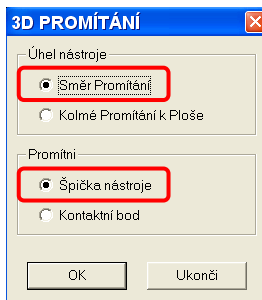 3D PROMÍTÁNÍ
Úhel nástroje
Směr Promítání
Kolmé Promítání k Ploše
Promítni
Špička nástroje
Kontaktní bod
OK
Ukonči